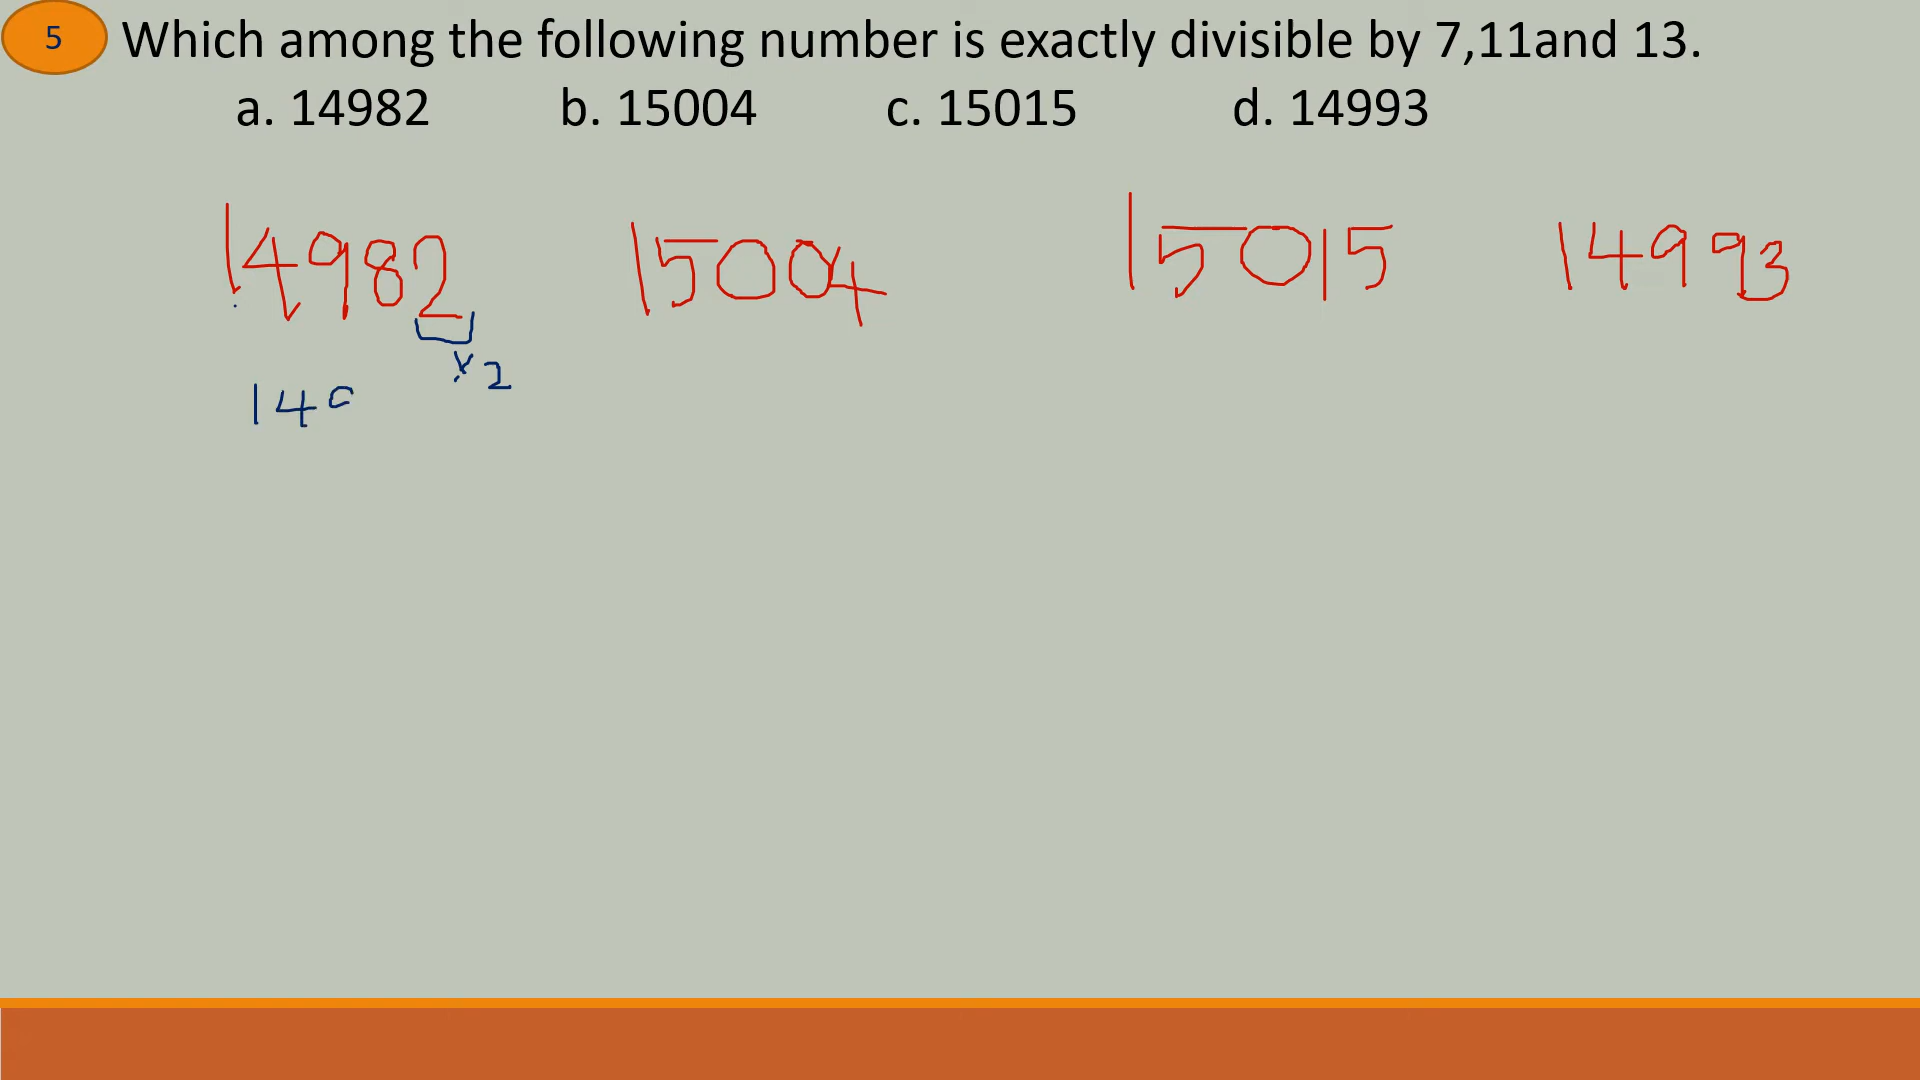 5 Which among the following number is exactly divisible by 7,11and 13.
a. 14982 b. 15004 c. 15015 d. 14993
14982 15004 15015 14993
×2
14